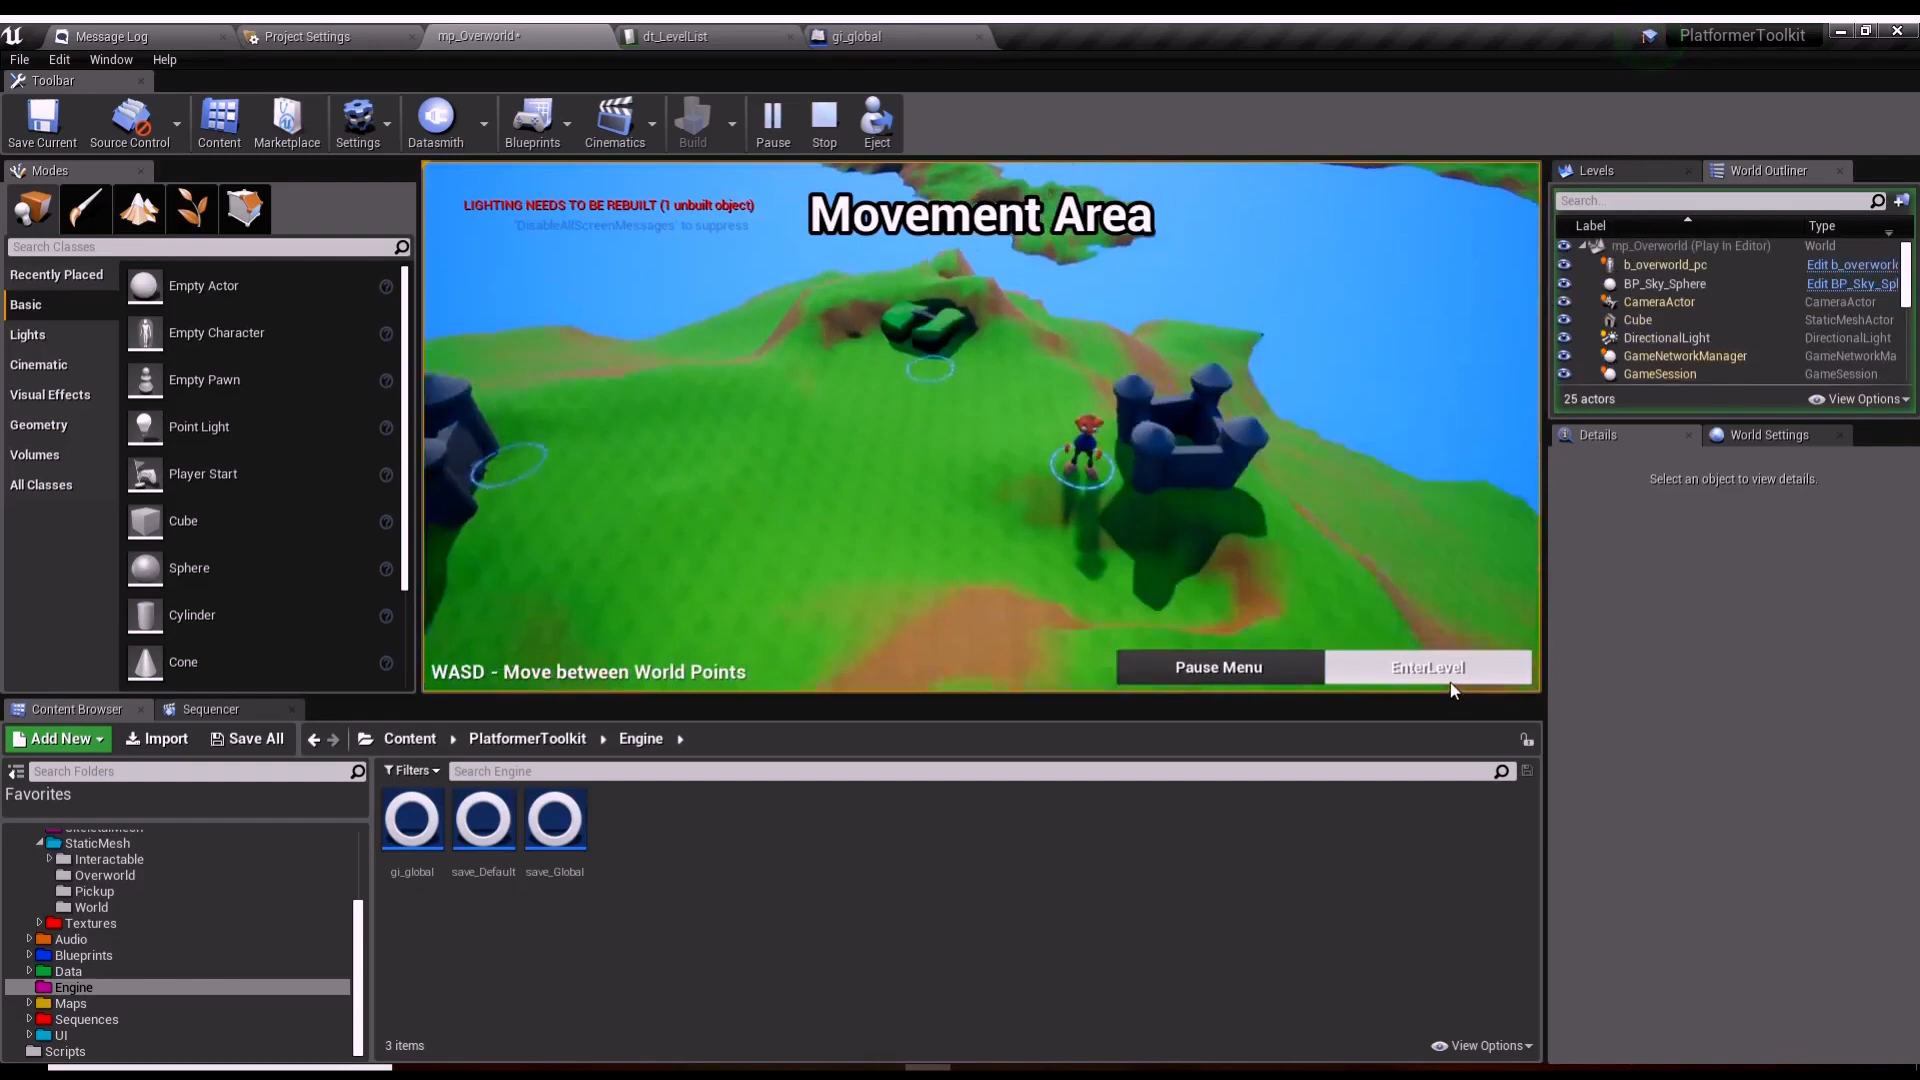 Message Log
Project Settings
mp_Overworld*
dt_LevelList
gi_global
PlatformerToolkit
File
Edit
Window
Help
Toolbar
Save Current
Source Control
Content
Marketplace
Settings
Datasmith
Blueprints
Cinematics
Build
Pause
Stop
Eject
Modes
Search Classes
Recently Placed
Basic
Lights
Cinematic
Visual Effects
Geometry
Volumes
All Classes
Empty Actor
Empty Character
Empty Pawn
Point Light
Player Start
Cube
Sphere
Cylinder
Cone
LIGHTING NEEDS TO BE REBUILT (1 unbuilt object)
'DisableAllScreenMessages' to suppress
Movement Area
WASD - Move between World Points
Pause Menu
EnterLevel
Levels
World Outliner
Search...
Label
Type
mp_Overworld (Play In Editor)
World
b_overworld_pc
Edit b_overworld
BP_Sky_Sphere
Edit BP_Sky_Spl
CameraActor
CameraActor
Cube
StaticMeshActor
DirectionalLight
DirectionalLight
GameNetworkManager
GameNetworkMa
GameSession
GameSession
25 actors
View Options
Details
World Settings
Select an object to view details.
Content Browser
Sequencer
Add New
Import
Save All
Content
PlatformerToolkit
Engine
Search Folders
Filters
Search Engine
Favorites
SkeletalMesh
StaticMesh
Interactable
Overworld
Pickup
World
Textures
Audio
Blueprints
Data
Engine
Maps
Sequences
UI
Scripts
gi_global
save_Default
save_Global
3 items
View Options